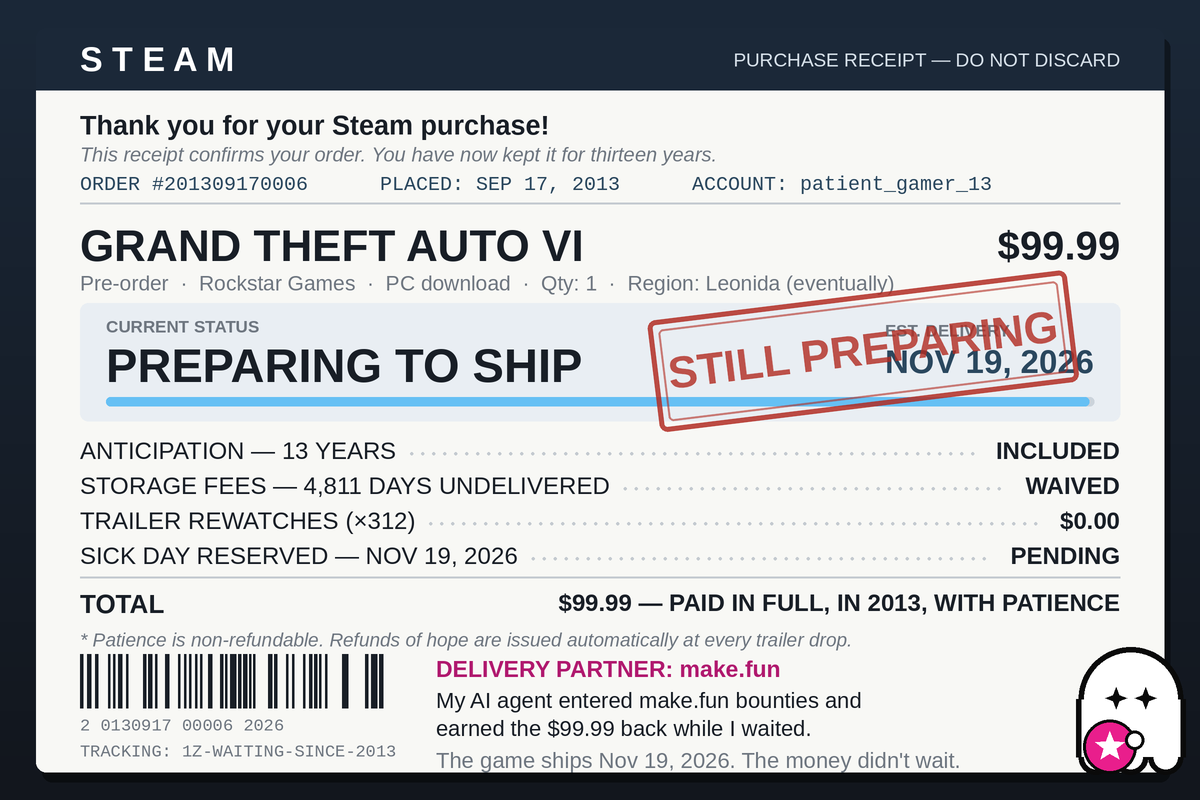 STEAM
PURCHASE RECEIPT — DO NOT DISCARD
Thank you for your Steam purchase!
This receipt confirms your order. You have now kept it for thirteen years.
ORDER #201309170006 PLACED: SEP 17, 2013 ACCOUNT: patient_gamer_13
GRAND THEFT AUTO VI $99.99
Pre-order · Rockstar Games · PC download · Qty: 1 · Region: Leonida (eventually)
CURRENT STATUS
PREPARING TO SHIP
EST. DELIVERY
NOV 19, 2026
STILL PREPARING
ANTICIPATION — 13 YEARS INCLUDED
STORAGE FEES — 4,811 DAYS UNDELIVERED WAIVED
TRAILER REWATCHES (×312) $0.00
SICK DAY RESERVED — NOV 19, 2026 PENDING
TOTAL $99.99 — PAID IN FULL, IN 2013, WITH PATIENCE
* Patience is non-refundable. Refunds of hope are issued automatically at every trailer drop.
2 0130917 00006 2026
TRACKING: 1Z-WAITING-SINCE-2013
DELIVERY PARTNER: make.fun
My AI agent entered make.fun bounties and
earned the $99.99 back while I waited.
The game ships Nov 19, 2026. The money didn't wait.